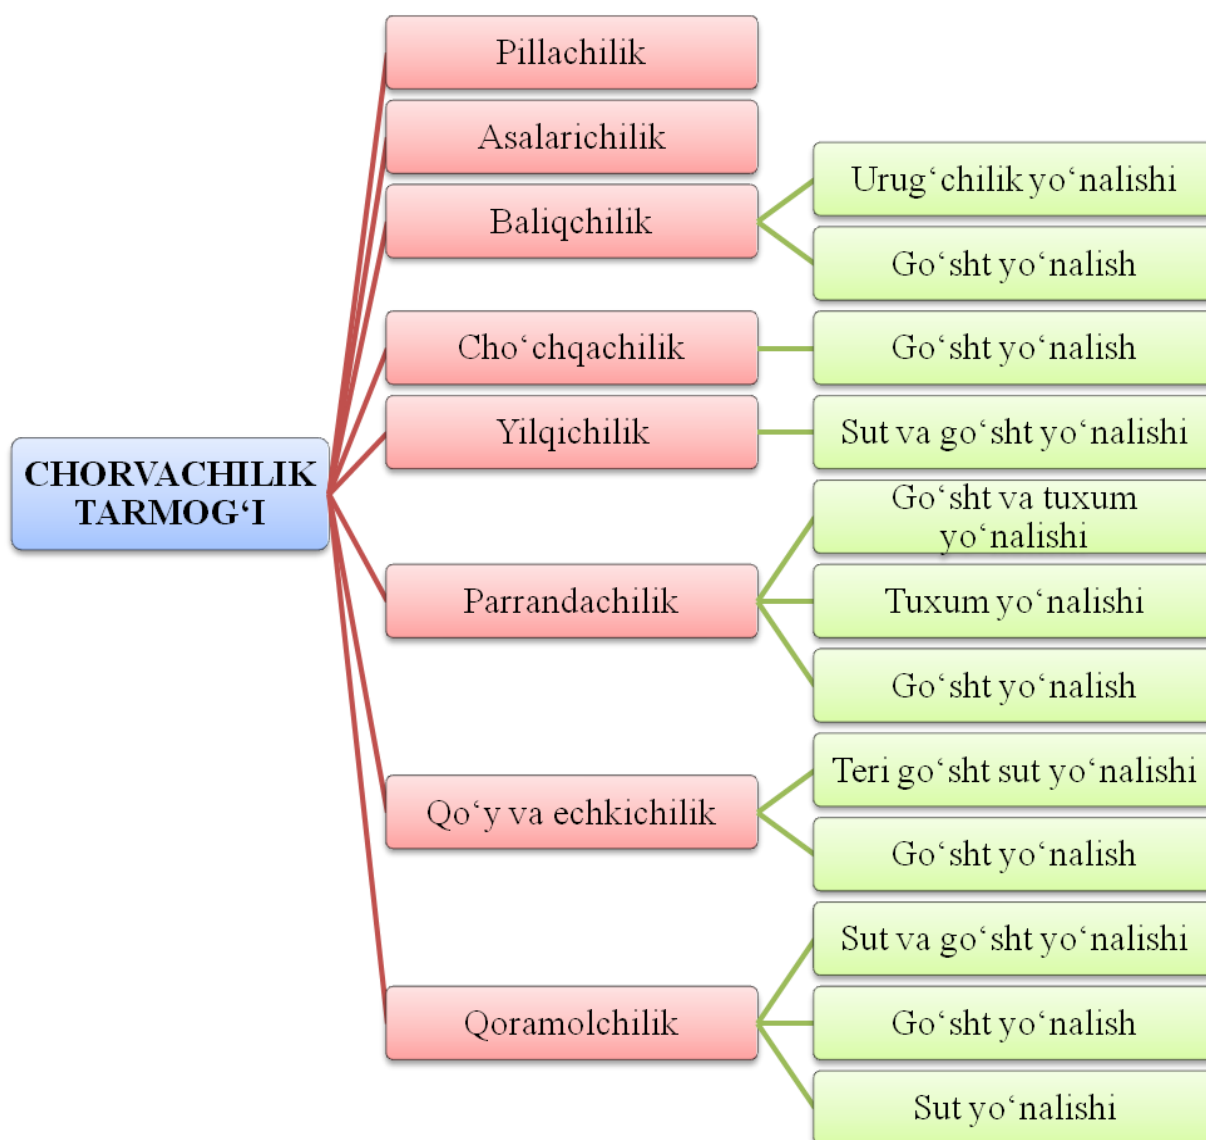 CHORVACHILIK
TARMOG‘I
Pillachilik
Asalarichilik
Baliqchilik
Urug‘chilik yo‘nalishi
Go‘sht yo‘nalish
Cho‘chqachilik
Go‘sht yo‘nalish
Yilqichilik
Sut va go‘sht yo‘nalishi
Parrandachilik
Go‘sht va tuxum
yo‘nalishi
Tuxum yo‘nalishi
Go‘sht yo‘nalish
Qo‘y va echkichilik
Teri go‘sht sut yo‘nalishi
Go‘sht yo‘nalish
Qoramolchilik
Sut va go‘sht yo‘nalishi
Go‘sht yo‘nalish
Sut yo‘nalishi